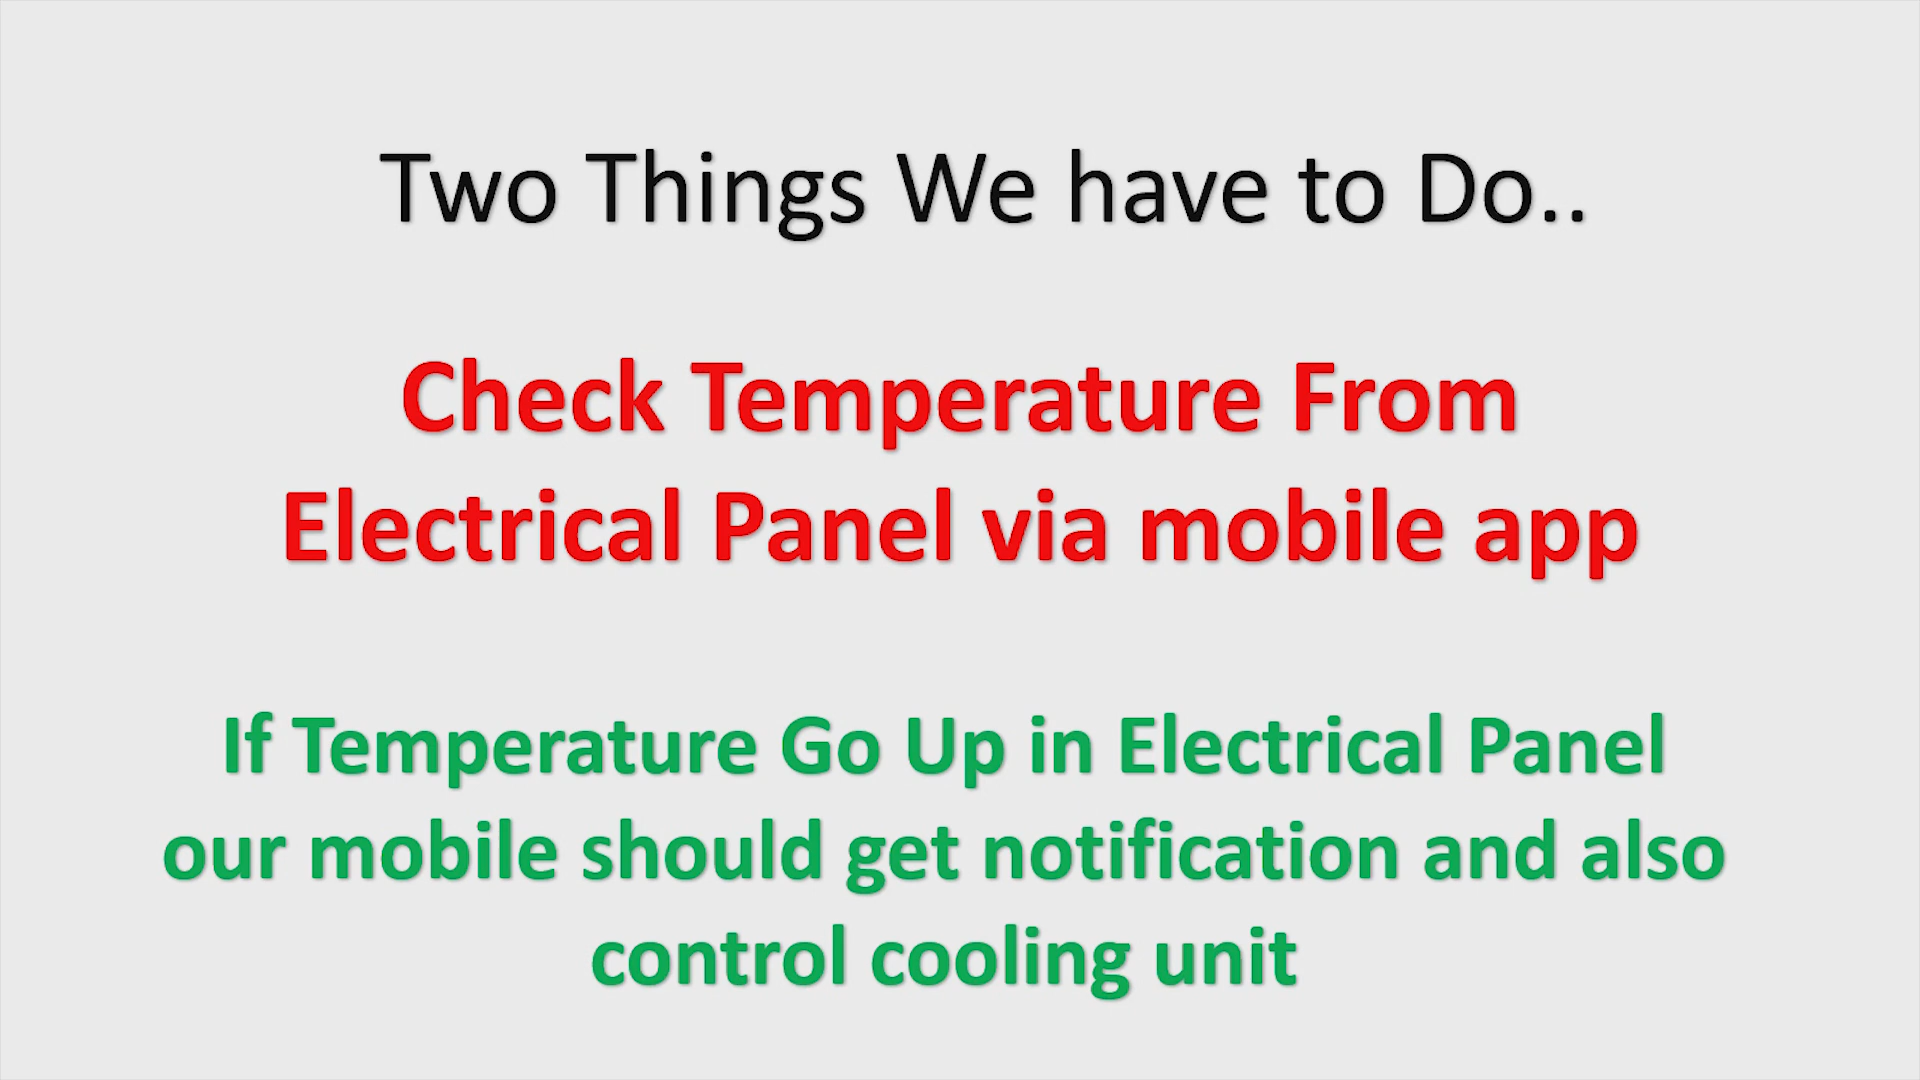 Two Things We have to Do..
Check Temperature From
Electrical Panel via mobile app
If Temperature Go Up in Electrical Panel
our mobile should get notification and also
control cooling unit